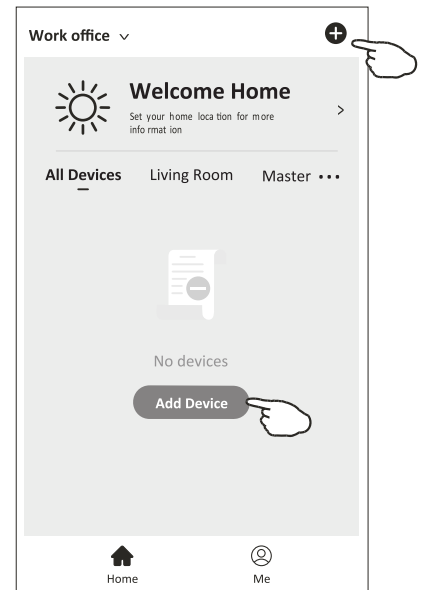 Work office
Welcome Home
Set your home loca tion for more
info rmat ion
All Devices Living Room Master
No devices
Add Device
Home Me